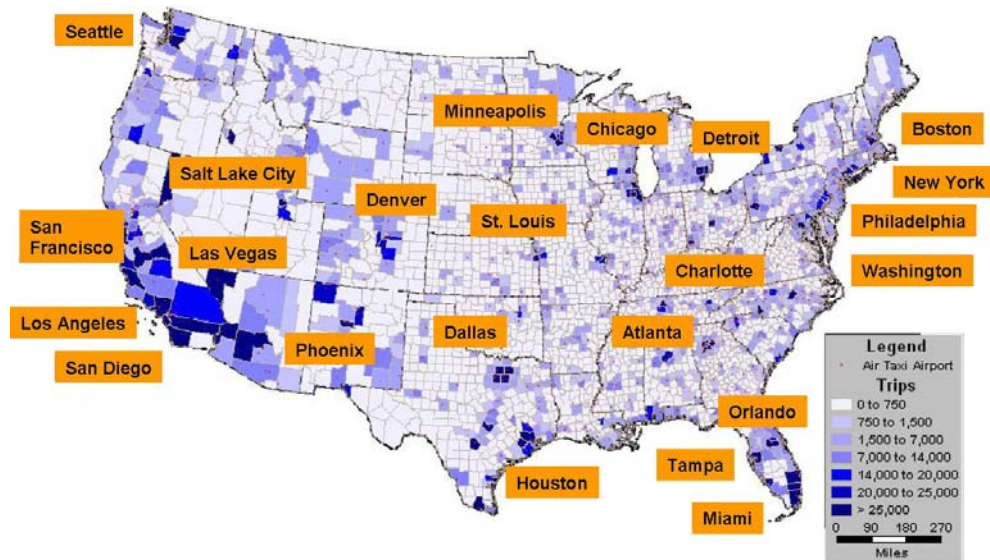 Seattle
Minneapolis
Chicago
Detroit
Boston
Salt Lake City
New York
Denver
St. Louis
Philadelphia
San
Francisco
Las Vegas
Charlotte
Washington
Los Angeles
Dallas
Atlanta
Phoenix
San Diego
Orlando
Tampa
Houston
Miami
Legend
Air Taxi Airport
Trips
0 to 750
750 to 1,500
1,500 to 7,000
7,000 to 14,000
14,000 to 20,000
20,000 to 25,000
> 25,000
0 90 180 270
Miles